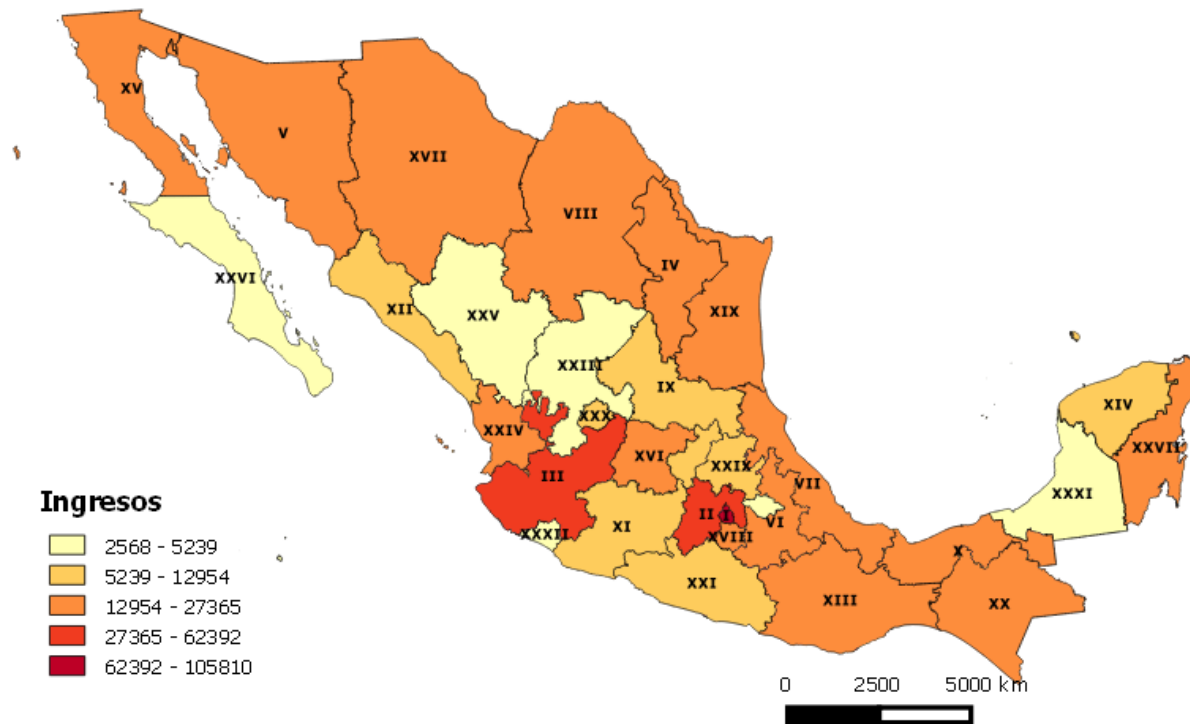 XV
V
XVII
VIII
IV
XXVI
XII
XXV
XIX
XXIII
IX
XXX
XXIV
XIV
XVI
XXIX
XXVII
III
VII
XXXI
Ingresos
II
I
VI
XXXII
XI
XVIII
2568 - 5239
X
5239 - 12954
XXI
12954 - 27365
XIII
XX
27365 - 62392
62392 - 105810
0 2500 5000 km